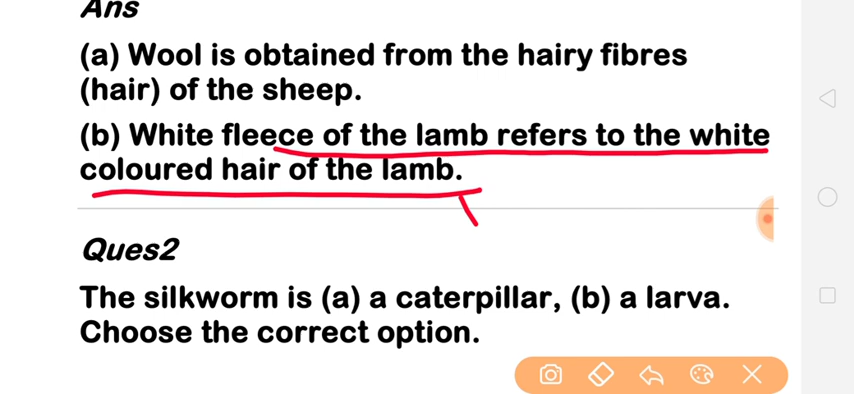 Ans
(a) Wool is obtained from the hairy fibres
(hair) of the sheep.
(b) White fleece of the lamb refers to the white
coloured hair of the lamb.
Ques2
The silkworm is (a) a caterpillar, (b) a larva.
Choose the correct option.